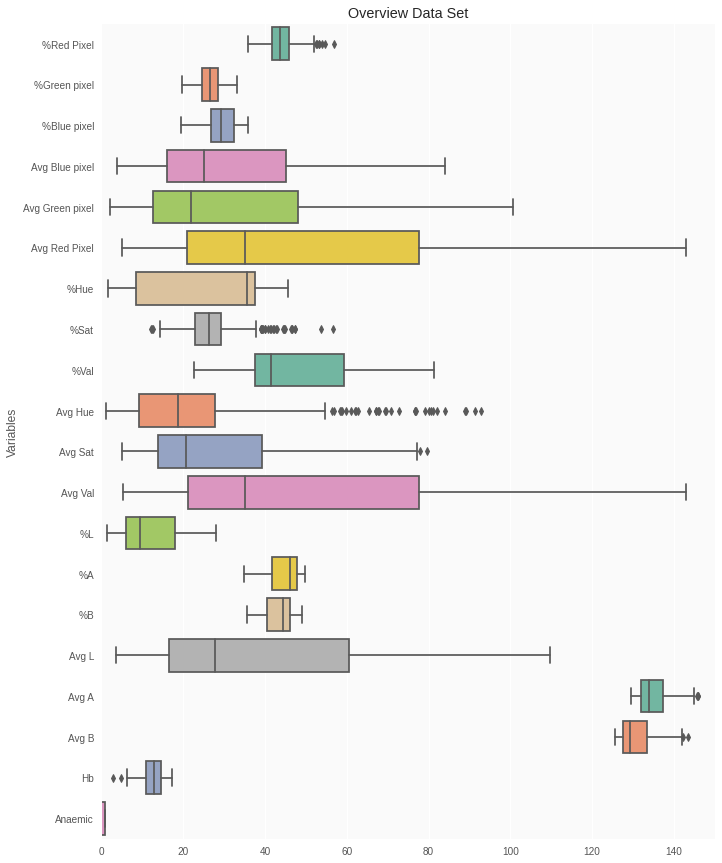 Overview Data Set
%Red Pixel
%Green pixel
%Blue pixel
Avg Blue pixel
Avg Green pixel
Avg Red Pixel
%Hue
%Sat
%Val
Avg Hue
Variables
Avg Sat
Avg Val
%L
%A
%B
Avg L
Avg A
Avg B
Hb
Anaemic
0 20 40 60 80 100 120 140